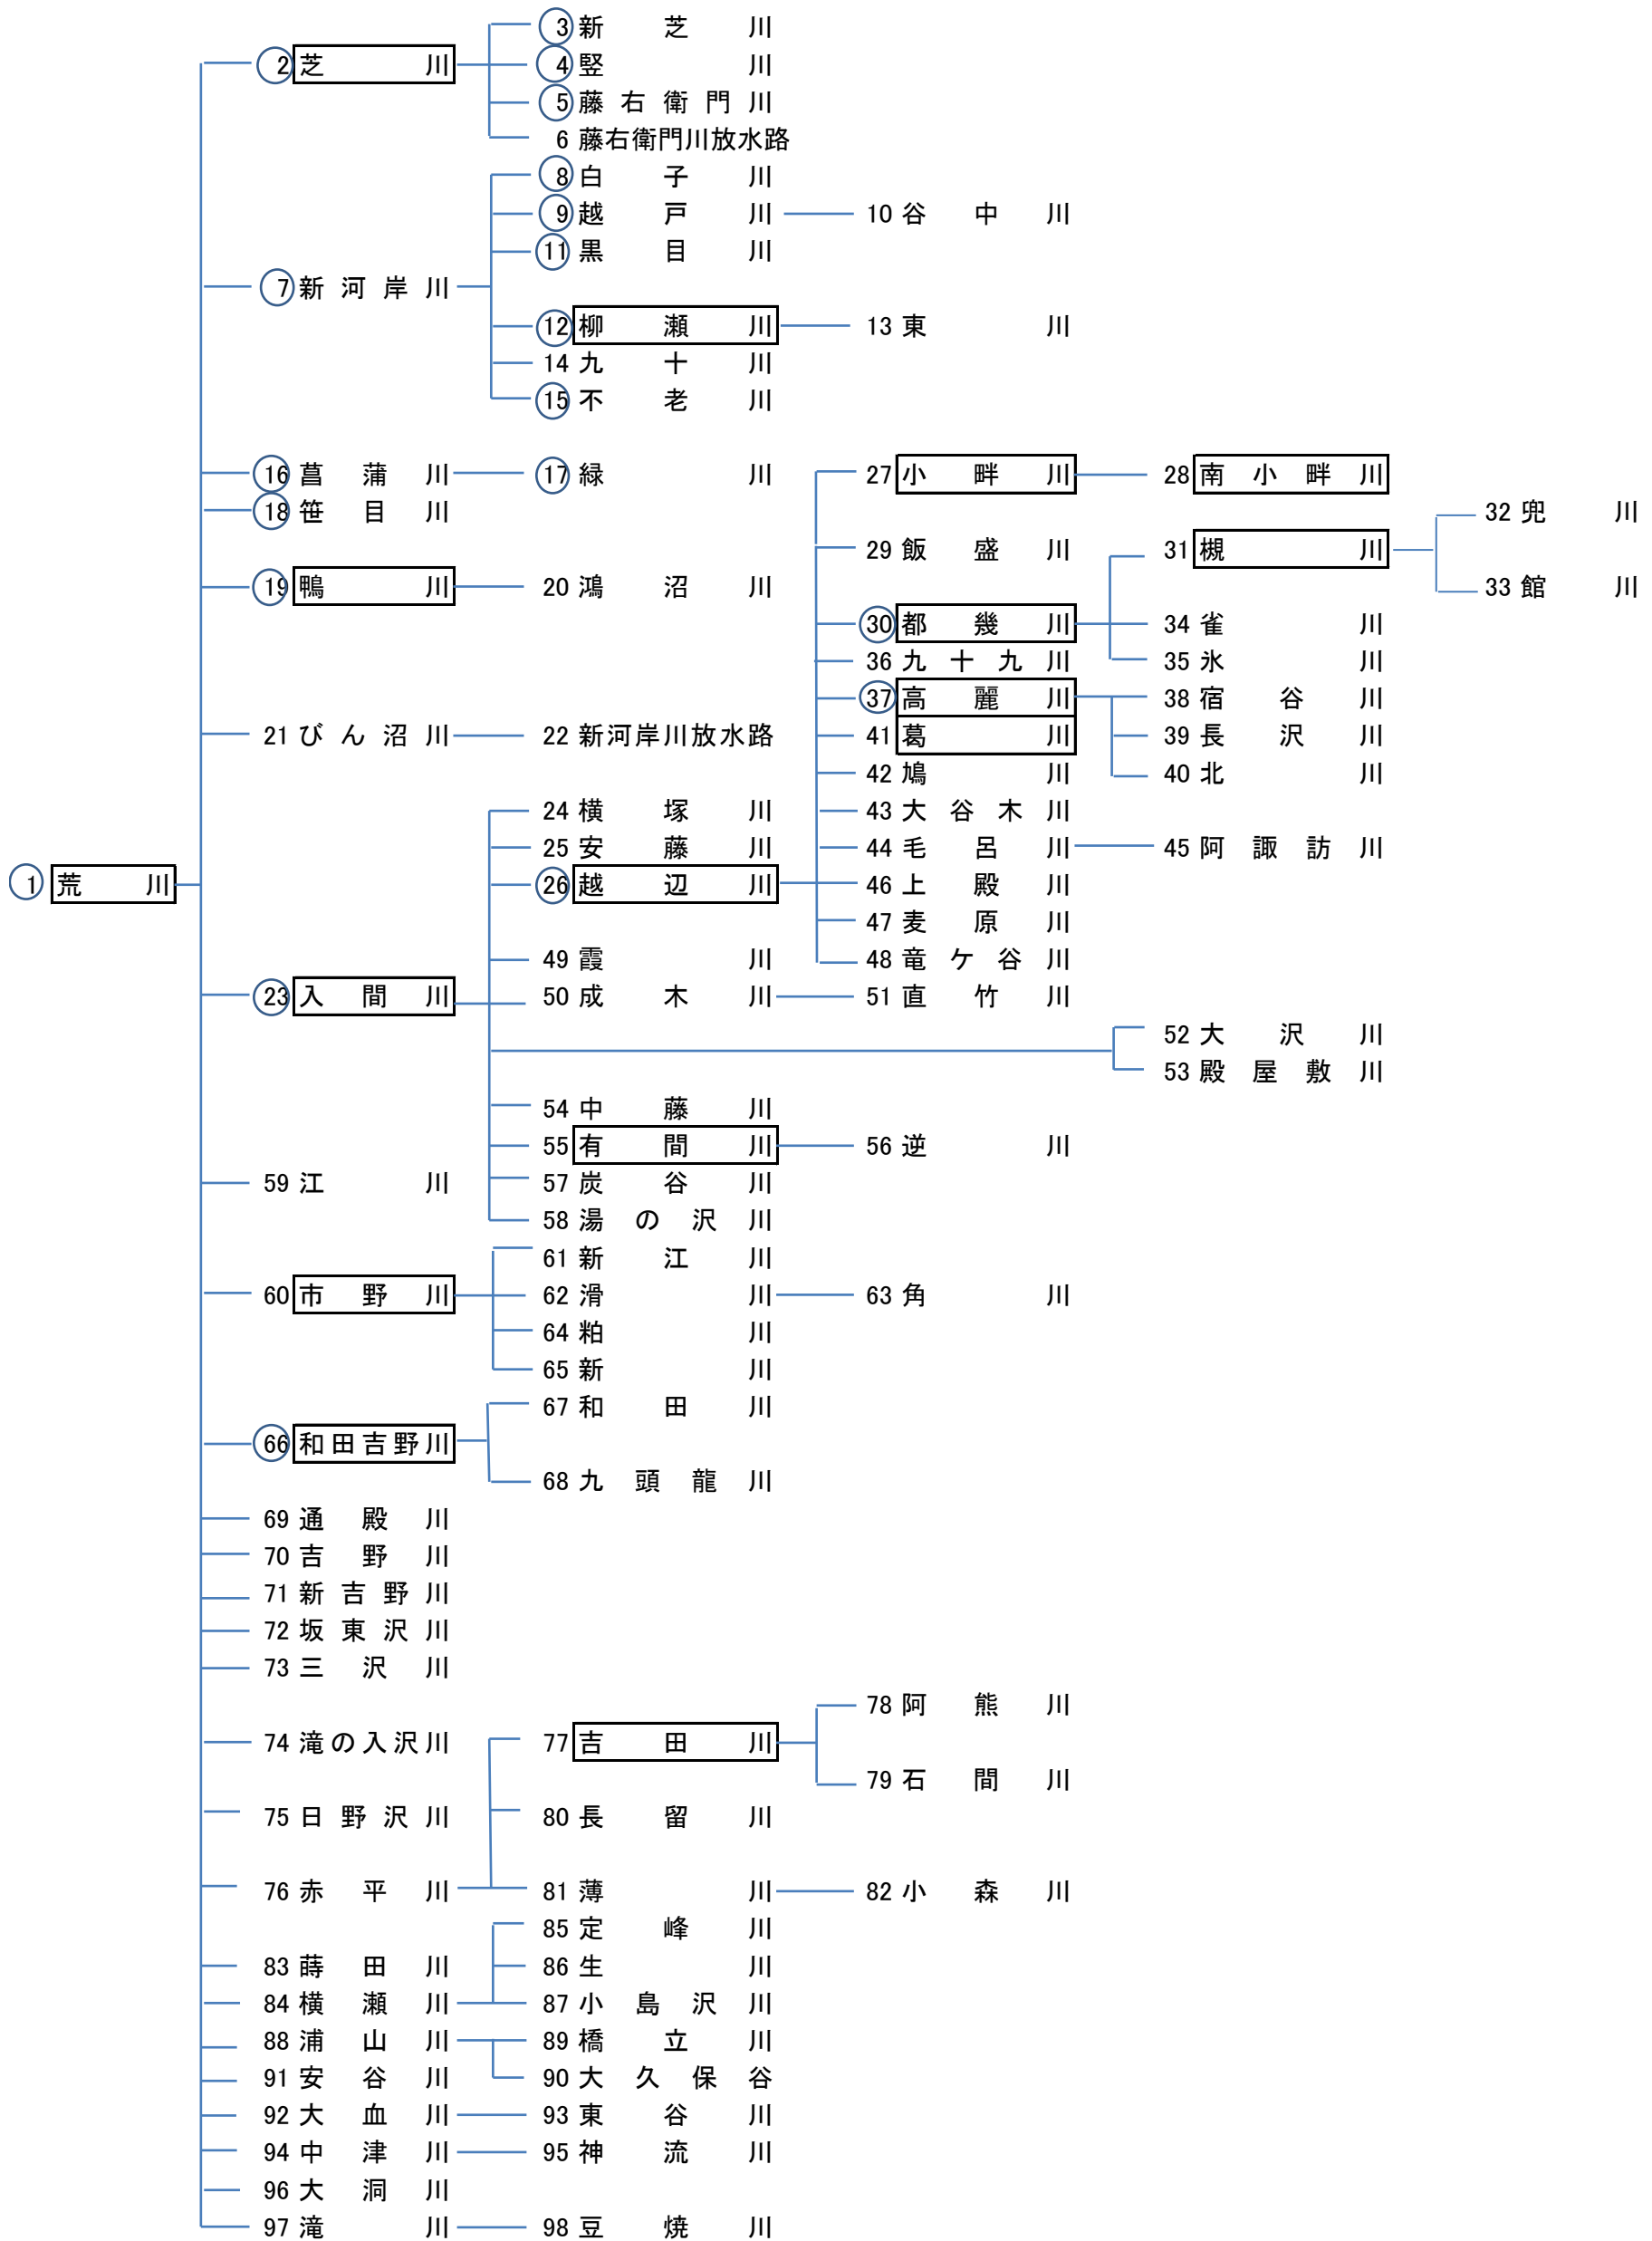 3 新芝川
2 芝川
4 竪川
5 藤右衛門川
6 藤右衛門川放水路
8 白子川
9 越戸川
10 谷中川
11 黒目川
7 新河岸川
12 柳瀬川
13 東川
14 九十川
15 不老川
16 菖蒲川
17 緑川
27 小畔川
28 南小畔川
18 笹目川
32 兜川
29 飯盛川
31 槻川
19 鴨川
20 鴻沼川
33 館川
30 都幾川
34 雀川
36 九十九川
35 氷川
37 高麗川
38 宿谷川
21 びん沼川
22 新河岸川放水路
41 葛川
39 長沢川
42 鳩川
40 北川
24 横塚川
43 大谷木川
25 安藤川
44 毛呂川
45 阿諏訪川
1 荒川
26 越辺川
46 上殿川
47 麦原川
49 霞川
48 竜ケ谷川
23 入間川
50 成木川
51 直竹川
52 大沢川
53 殿屋敷川
54 中藤川
55 有間川
56 逆川
59 江川
57 炭谷川
58 湯の沢川
61 新江川
60 市野川
62 滑川
63 角川
64 粕川
65 新川
67 和田川
66 和田吉野川
68 九頭龍川
69 通殿川
70 吉野川
71 新吉野川
72 坂東沢川
73 三沢川
78 阿熊川
74 滝の入沢川
77 吉田川
79 石間川
75 日野沢川
80 長留川
76 赤平川
81 薄川
82 小森川
85 定峰川
83 蒔田川
86 生川
84 横瀬川
87 小島沢川
88 浦山川
89 橋立川
91 安谷川
90 大久保谷
92 大血川
93 東谷川
94 中津川
95 神流川
96 大洞川
97 滝川
98 豆焼川